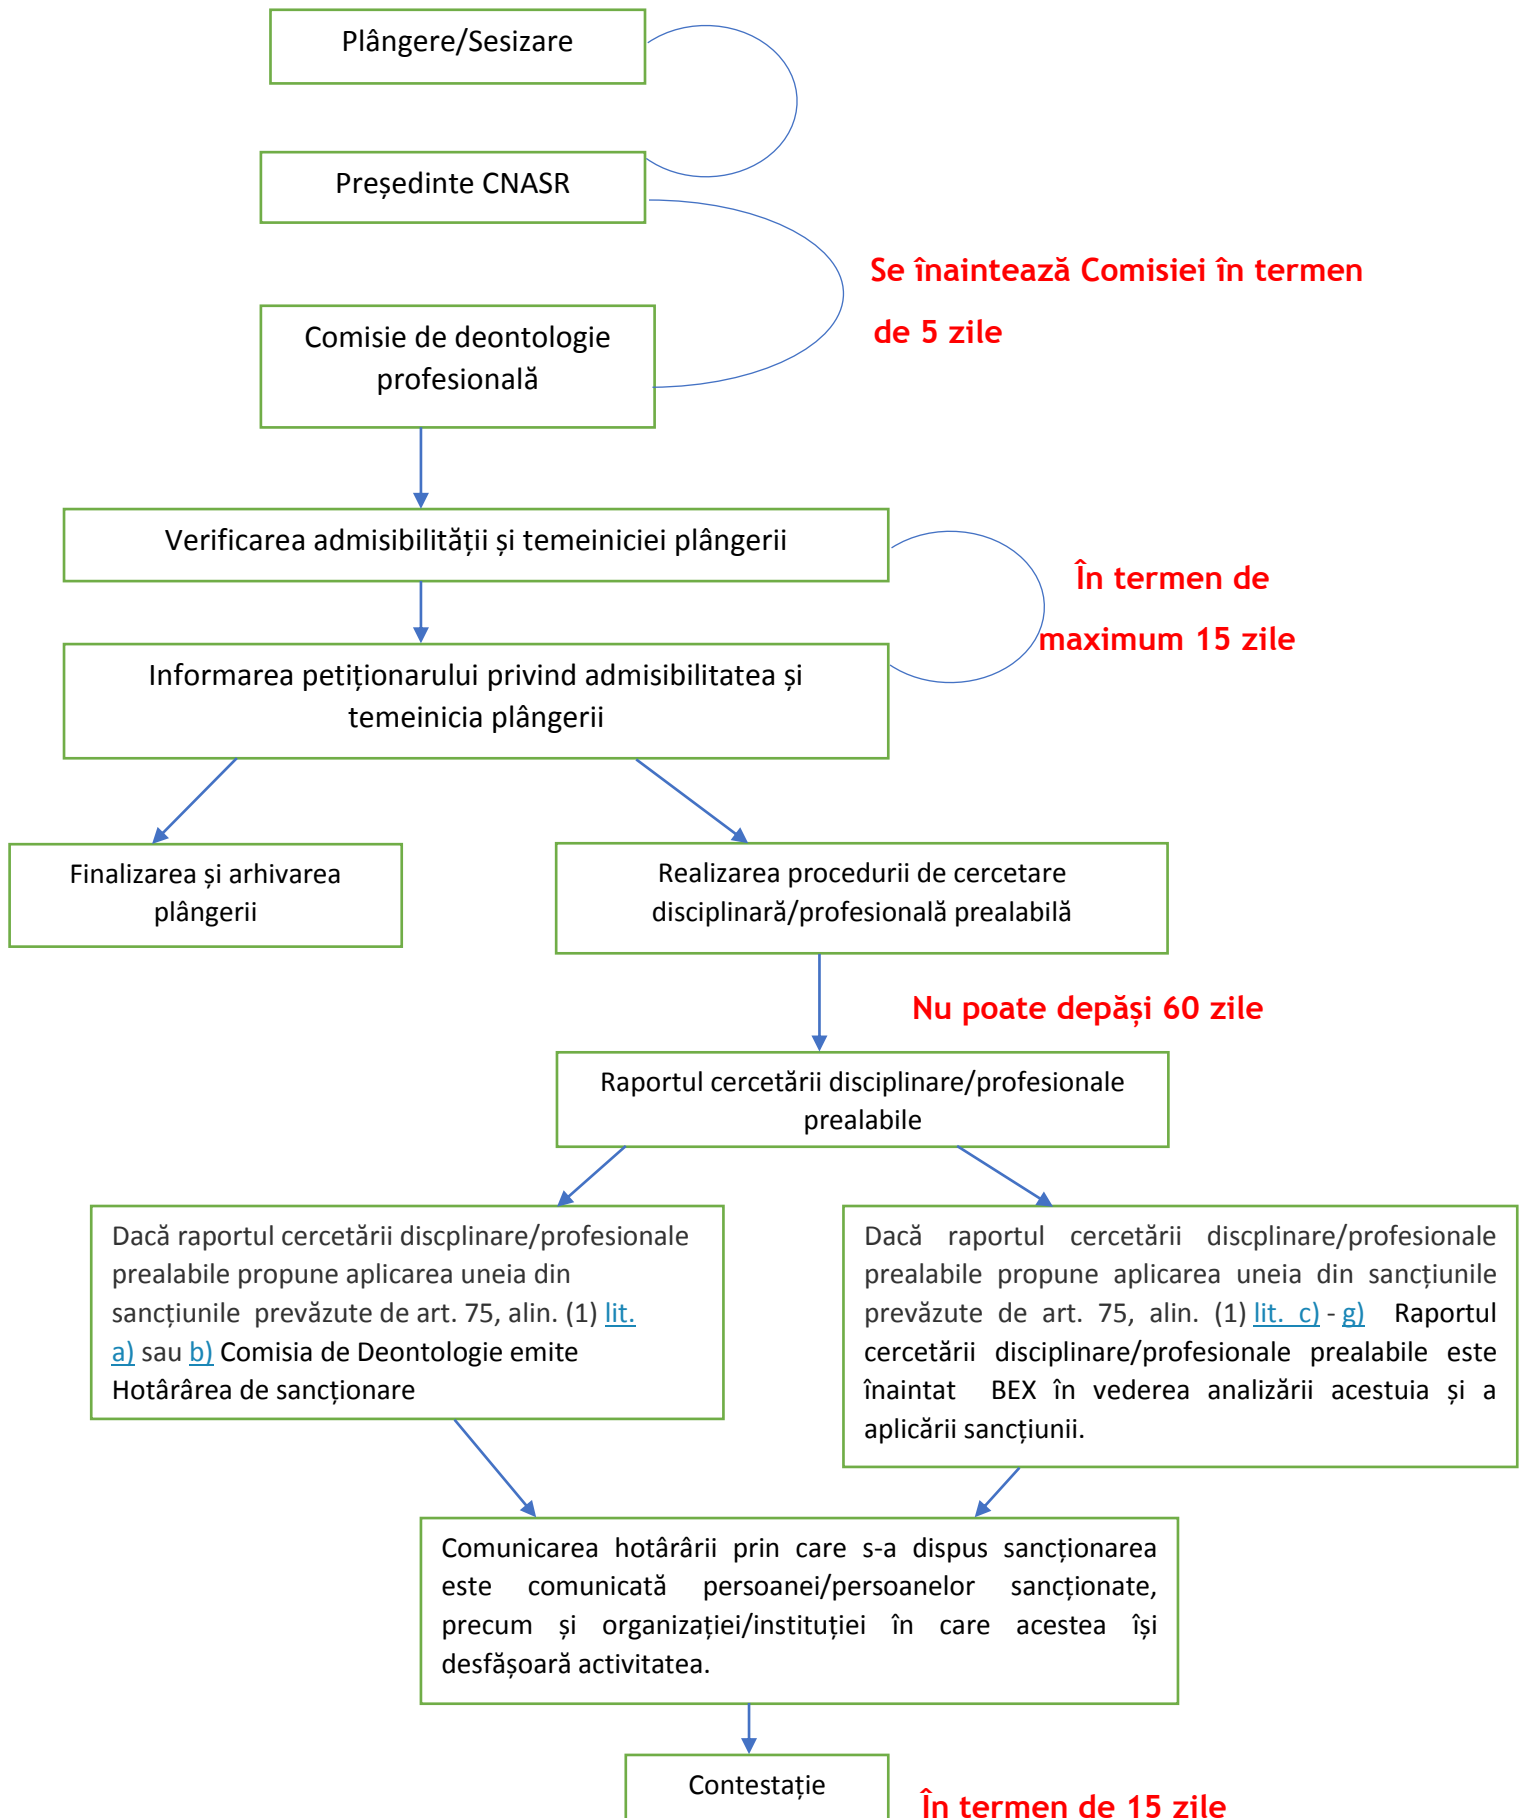 Plângere/Sesizare
Președinte CNASR
Se înaintează Comisiei în termen
de 5 zile
Comisie de deontologie
profesională
Verificarea admisibilității și temeiniciei plângerii
În termen de
maximum 15 zile
Informarea petiționarului privind admisibilitatea și
temeinicia plângerii
Finalizarea și arhivarea
plângerii
Realizarea procedurii de cercetare
disciplinară/profesională prealabilă
Nu poate depăși 60 zile
Raportul cercetării disciplinare/profesionale
prealabile
Dacă raportul cercetării discplinare/profesionale
prealabile propune aplicarea uneia din
sancțiunile prevăzute de art. 75, alin. (1) lit.
a) sau b) Comisia de Deontologie emite
Hotârârea de sancționare
Dacă raportul cercetării discplinare/profesionale
prealabile propune aplicarea uneia din sancțiunile
prevăzute de art. 75, alin. (1) lit. c) - g) Raportul
cercetării disciplinare/profesionale prealabile este
înaintat BEX în vederea analizării acestuia și a
aplicării sancțiunii.
Comunicarea hotârârii prin care s-a dispus sancționarea
este comunicată persoanei/persoanelor sancționate,
precum și organizației/instituției în care acestea își
desfășoară activitatea.
Contestație
În termen de 15 zile